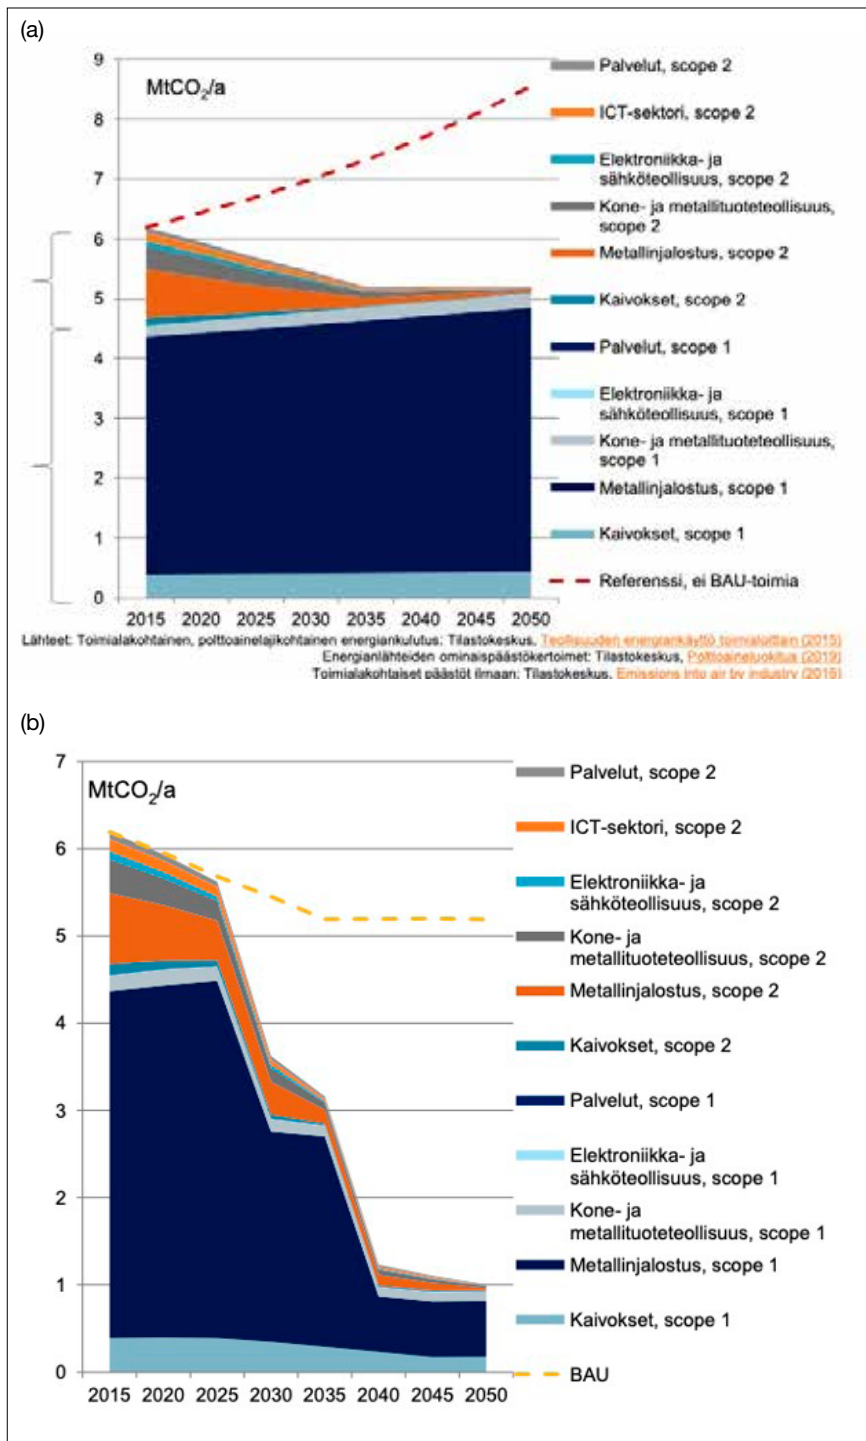 (a)
MtCO2/a
9
8
7
6
5
4
3
2
1
0
2015 2020 2025 2030 2035 2040 2045 2050
Palvelut, scope 2
ICT-sektori, scope 2
Elektroniikka- ja
sähköteollisuus, scope 2
Kone- ja metallituoteteollisuus,
scope 2
Metallinjalostus, scope 2
Kaivokset, scope 2
Palvelut, scope 1
Elektroniikka- ja
sähköteollisuus, scope 1
Kone- ja metallituoteteollisuus,
scope 1
Metallinjalostus, scope 1
Kaivokset, scope 1
Referenssi, ei BAU-toimia
Lähteet: Toimialakohtainen, polttoainelajikohtainen energiankulutus: Tilastokeskus, Teollisuuden energiankäyttö toimialoittain (2015)
Energianlähteiden ominaispäästökertoimet: Tilastokeskus, Polttoaineluokitus (2019)
Toimialakohtaiset päästöt ilmaan: Tilastokeskus, Emissions into air by industry (2015)
(b)
MtCO2/a
7
6
5
4
3
2
1
0
2015 2020 2025 2030 2035 2040 2045 2050
Palvelut, scope 2
ICT-sektori, scope 2
Elektroniikka- ja
sähköteollisuus, scope 2
Kone- ja
metallituoteteollisuus, scope 2
Metallinjalostus, scope 2
Kaivokset, scope 2
Palvelut, scope 1
Elektroniikka- ja
sähköteollisuus, scope 1
Kone- ja
metallituoteteollisuus, scope 1
Metallinjalostus, scope 1
Kaivokset, scope 1
BAU